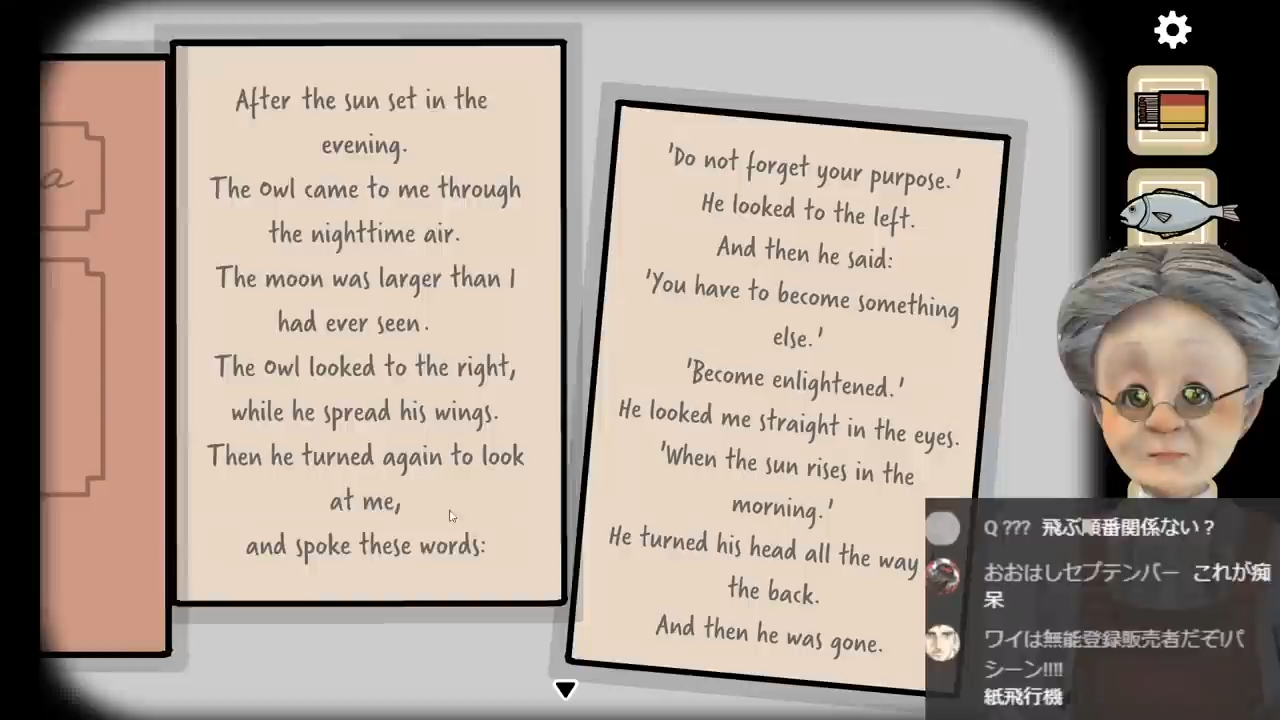 a
After the sun set in the
evening.
The Owl came to me through
the nighttime air.
The moon was larger than I
had ever seen.
The Owl looked to the right,
while he spread his wings.
Then he turned again to look
at me,
and spoke these words:
'Do not forget your purpose.'
He looked to the left.
And then he said:
'You have to become something
else.'
'Become enlightened.'
He looked me straight in the eyes.
'When the sun rises in the
morning.'
He turned his head all the way
the back.
And then he was gone.
Q ??? 飛ぶ順番関係ない？
おおはしセプテンバー これが痴
呆
ワイは無能登録販売者だぞ!パ
シーン!!!!
紙飛行機